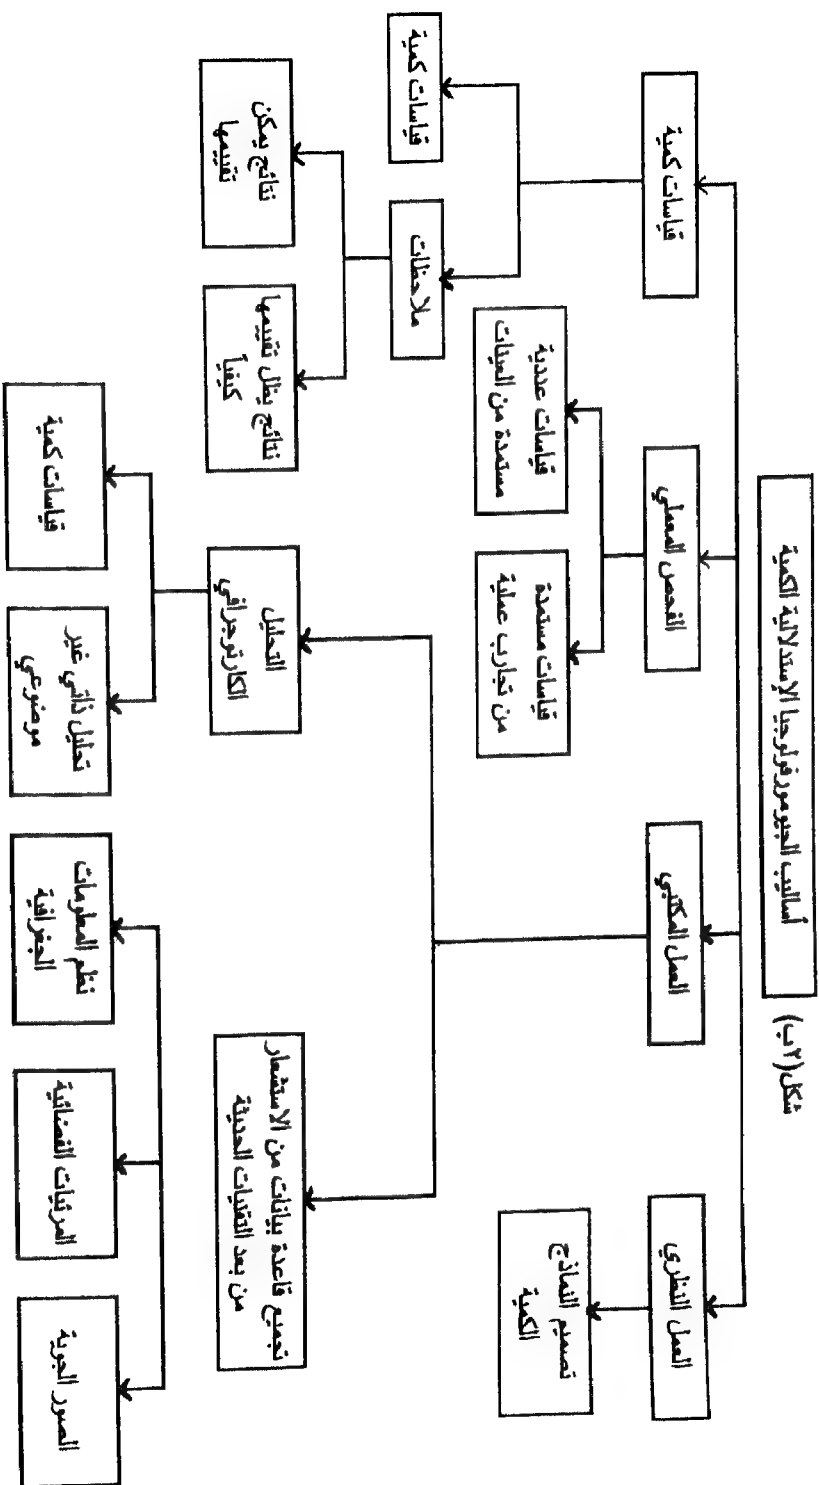 أساليب الجيومورفولوجيا الإستدلالية الكمية
شكل (٢ب)
قياسات كمية
الفحص المعملي
العمل المكتبي
العمل النظري
قياسات كمية
ملاحظات
قياسات عددية
مستمدة من العينات
قياسات مستمدة
من تجارب عملية
تصميم النماذج
الكمية
نتائج يمكن
تقييمها
نتائج يظل تقييمها
كيفياً
التحليل
الكارتوجرافي
تجميع قاعدة بيانات من الاستشعار
من بعد التقنيات الحديثة
قياسات كمية
تحليل ذاتي غير
موضوعي
نظم المعلومات
الجغرافية
المرئيات الفضائية
الصور الجوية